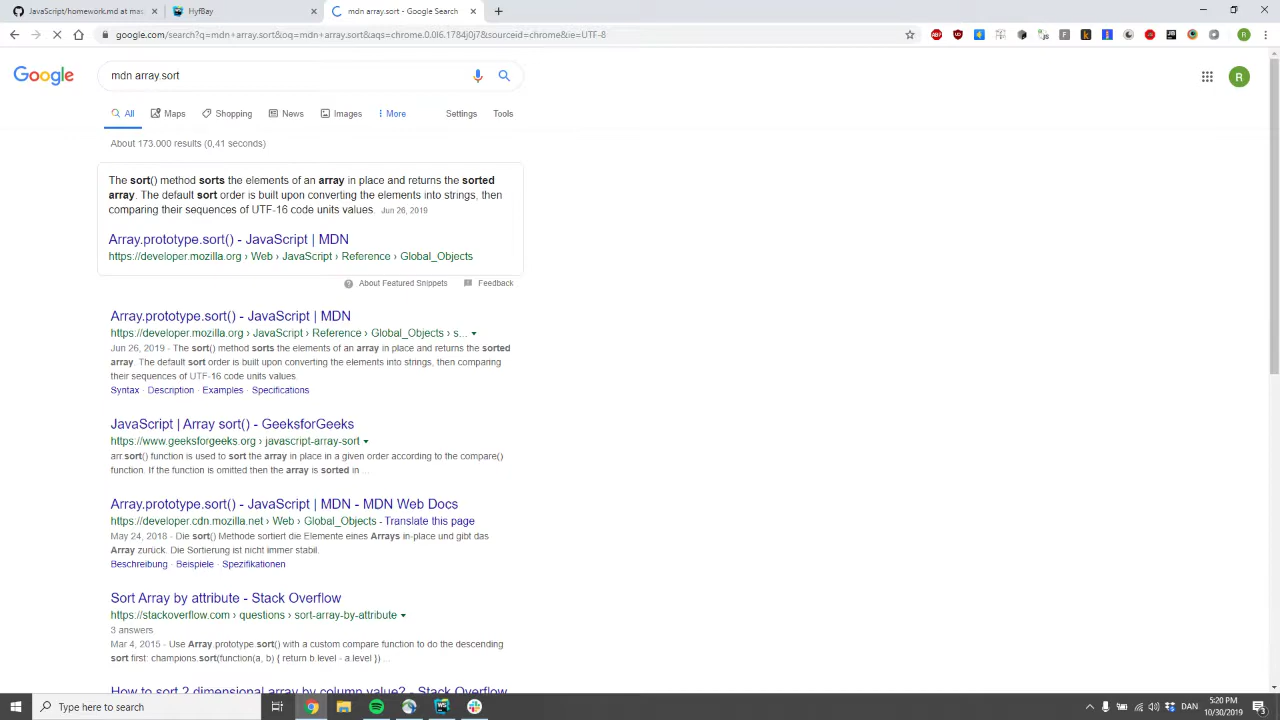 JavaScript/homework.md at mas
HyfBay
mdn array.sort - Google Search
google.com/search?q=mdn+array.sort&oq=mdn+array.sort&aqs=chrome.0.0l6.1784j0j7&sourceid=chrome&ie=UTF-8
Google
mdn array.sort
R
All Maps Shopping News Images More Settings Tools
About 173.000 results (0,41 seconds)
The sort() method sorts the elements of an array in place and returns the sorted
array. The default sort order is built upon converting the elements into strings, then
comparing their sequences of UTF-16 code units values. Jun 26, 2019
Array.prototype.sort() - JavaScript | MDN
https://developer.mozilla.org › Web › JavaScript › Reference › Global_Objects
About Featured Snippets Feedback
Array.prototype.sort() - JavaScript | MDN
https://developer.mozilla.org › JavaScript › Reference › Global_Objects › s...
Jun 26, 2019 - The sort() method sorts the elements of an array in place and returns the sorted
array. The default sort order is built upon converting the elements into strings, then comparing
their sequences of UTF-16 code units values.
Syntax · Description · Examples · Specifications
JavaScript | Array sort() - GeeksforGeeks
https://www.geeksforgeeks.org › javascript-array-sort
arr.sort() function is used to sort the array in place in a given order according to the compare()
function. If the function is omitted then the array is sorted in ...
Array.prototype.sort() - JavaScript | MDN - MDN Web Docs
https://developer.cdn.mozilla.net › Web › Global_Objects - Translate this page
May 24, 2018 - Die sort() Methode sortiert die Elemente eines Arrays in-place und gibt das
Array zurück. Die Sortierung ist nicht immer stabil.
Beschreibung · Beispiele · Spezifikationen
Sort Array by attribute - Stack Overflow
https://stackoverflow.com › questions › sort-array-by-attribute
3 answers
Mar 4, 2015 - Use Array.prototype.sort() with a custom compare function to do the descending
sort first: champions.sort(function(a, b) { return b.level - a.level }) ...
How to sort 2 dimensional array by column value? - Stack Overflow
Type here to search
DAN
5:20 PM
10/30/2019
3